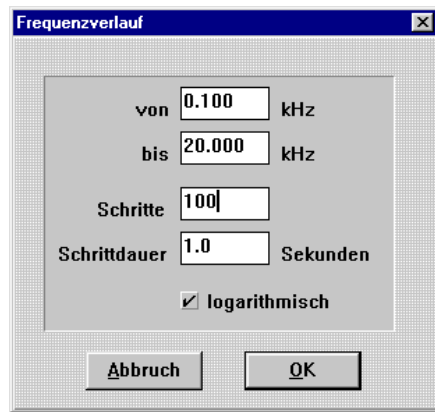 Frequenzverlauf
von 0.100 kHz
bis 20.000 kHz
Schritte 100
Schrittdauer 1.0 Sekunden
logarithmisch
Abbruch OK